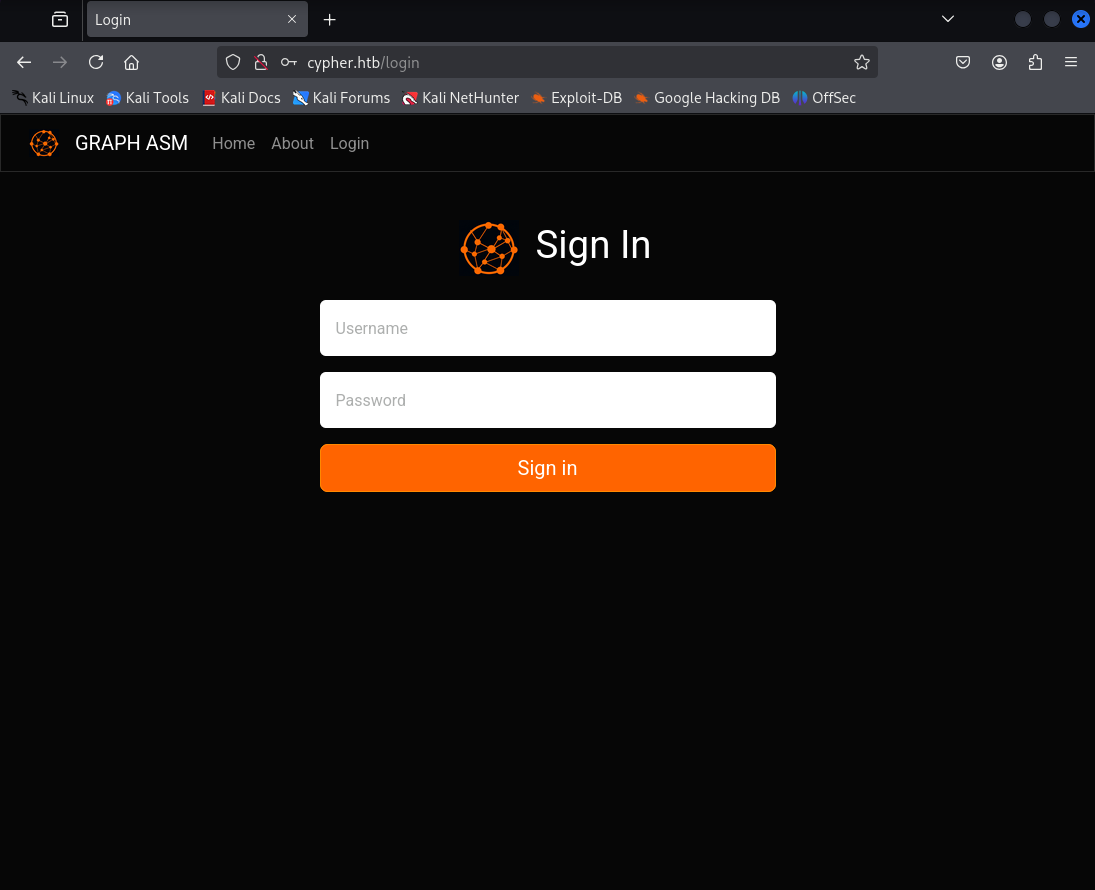 Login
cypher.htb/login
Kali Linux Kali Tools Kali Docs Kali Forums Kali NetHunter Exploit-DB Google Hacking DB OffSec
GRAPH ASM Home About Login
Sign In
Username
Password
Sign in